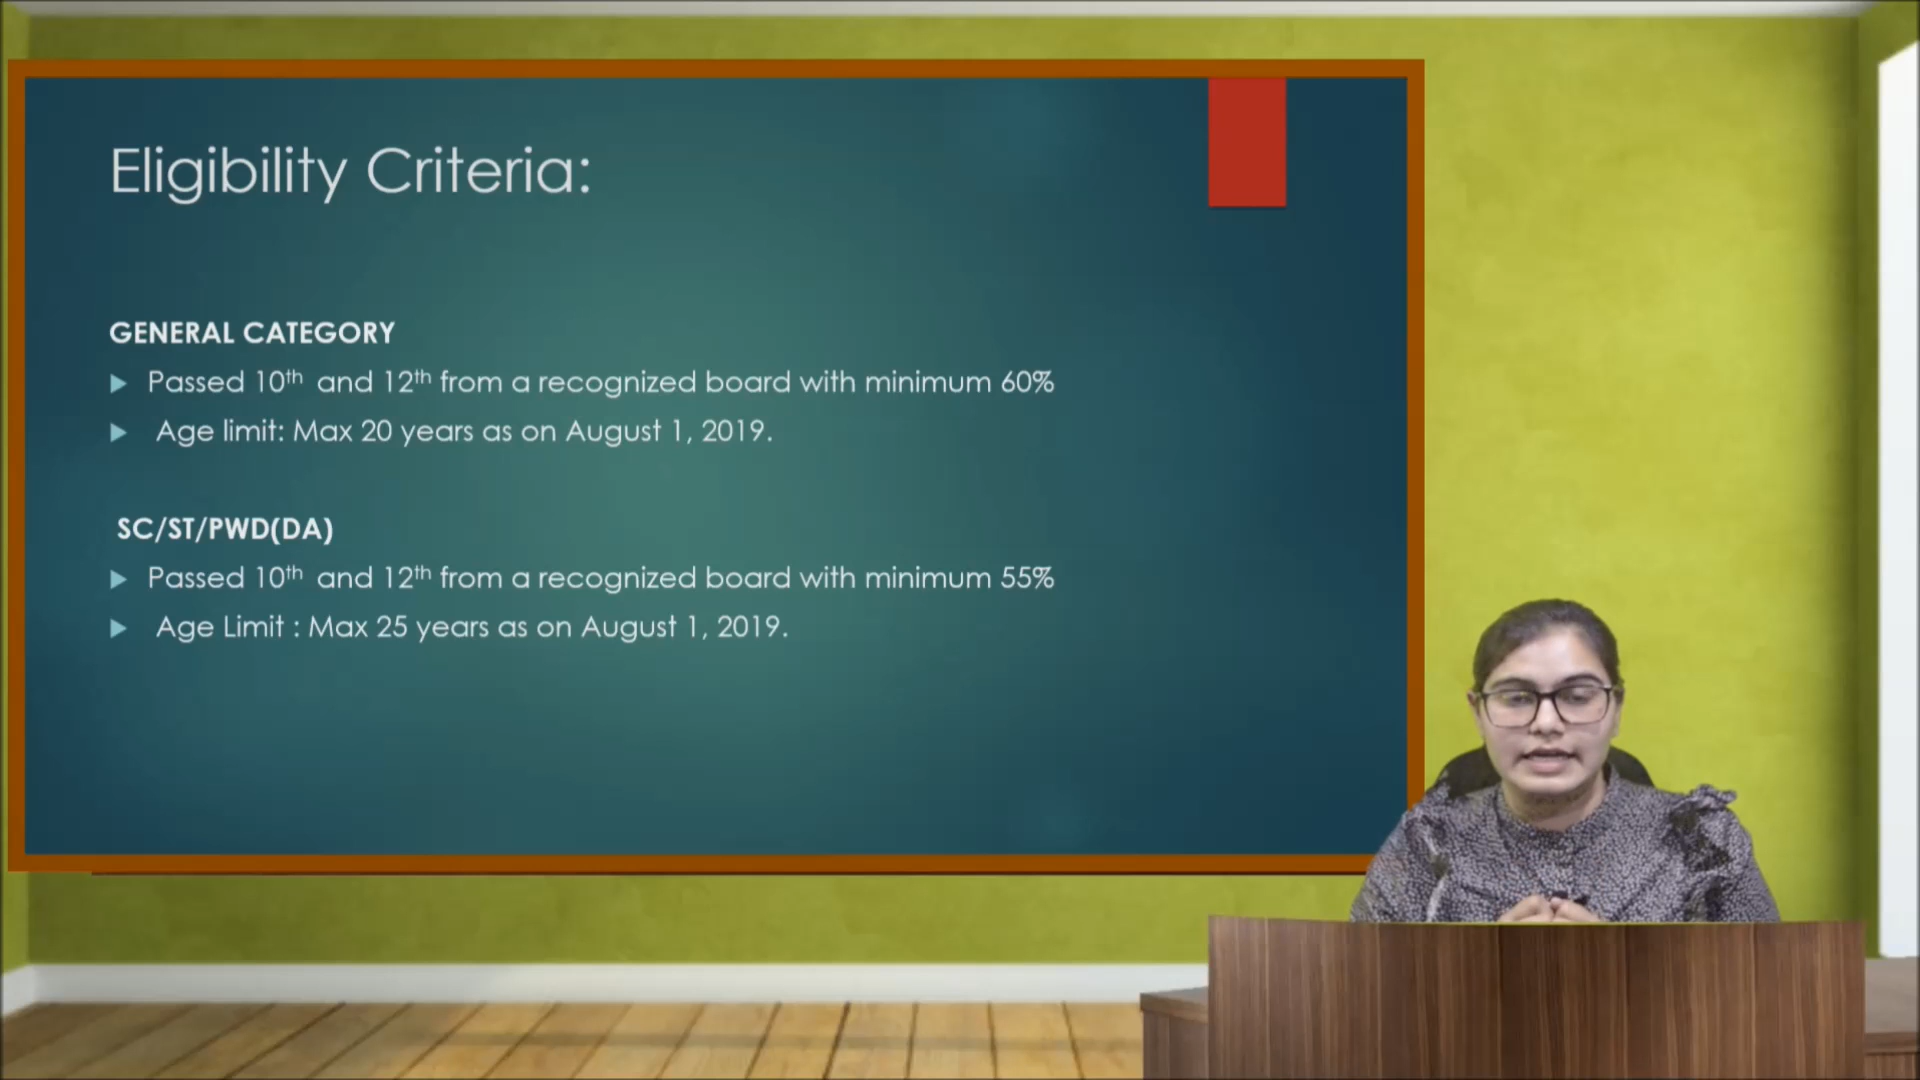 Eligibility Criteria:
GENERAL CATEGORY
Passed 10th and 12th from a recognized board with minimum 60%
Age limit: Max 20 years as on August 1, 2019.
SC/ST/PWD(DA)
Passed 10th and 12th from a recognized board with minimum 55%
Age Limit : Max 25 years as on August 1, 2019.